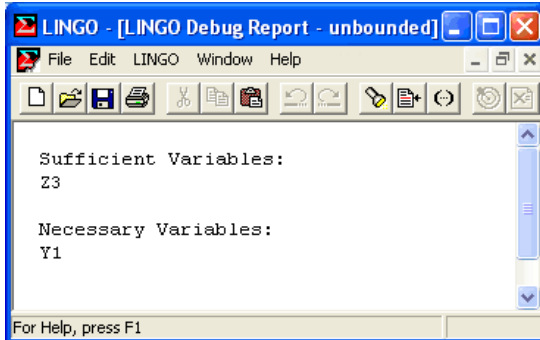 LINGO - [LINGO Debug Report - unbounded]
File Edit LINGO Window Help
Sufficient Variables:
Z3
Necessary Variables:
Y1
For Help, press F1